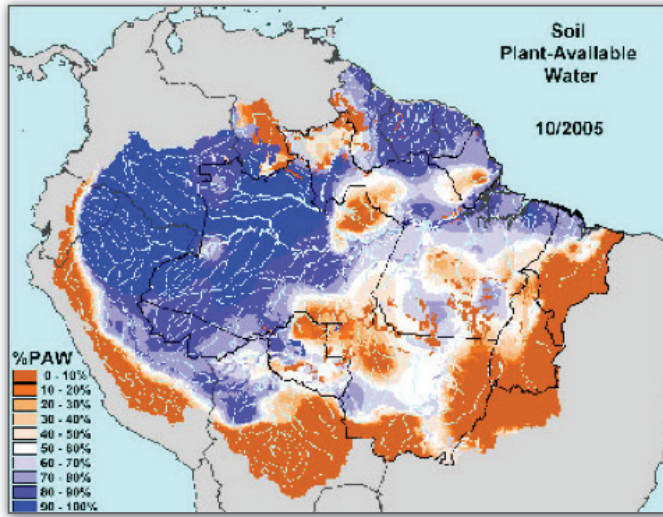 Soil
Plant-Available
Water
10/2005
%PAW
0 - 10%
10 - 20%
20 - 30%
30 - 40%
40 - 50%
50 - 60%
60 - 70%
70 - 80%
80 - 90%
90 - 100%